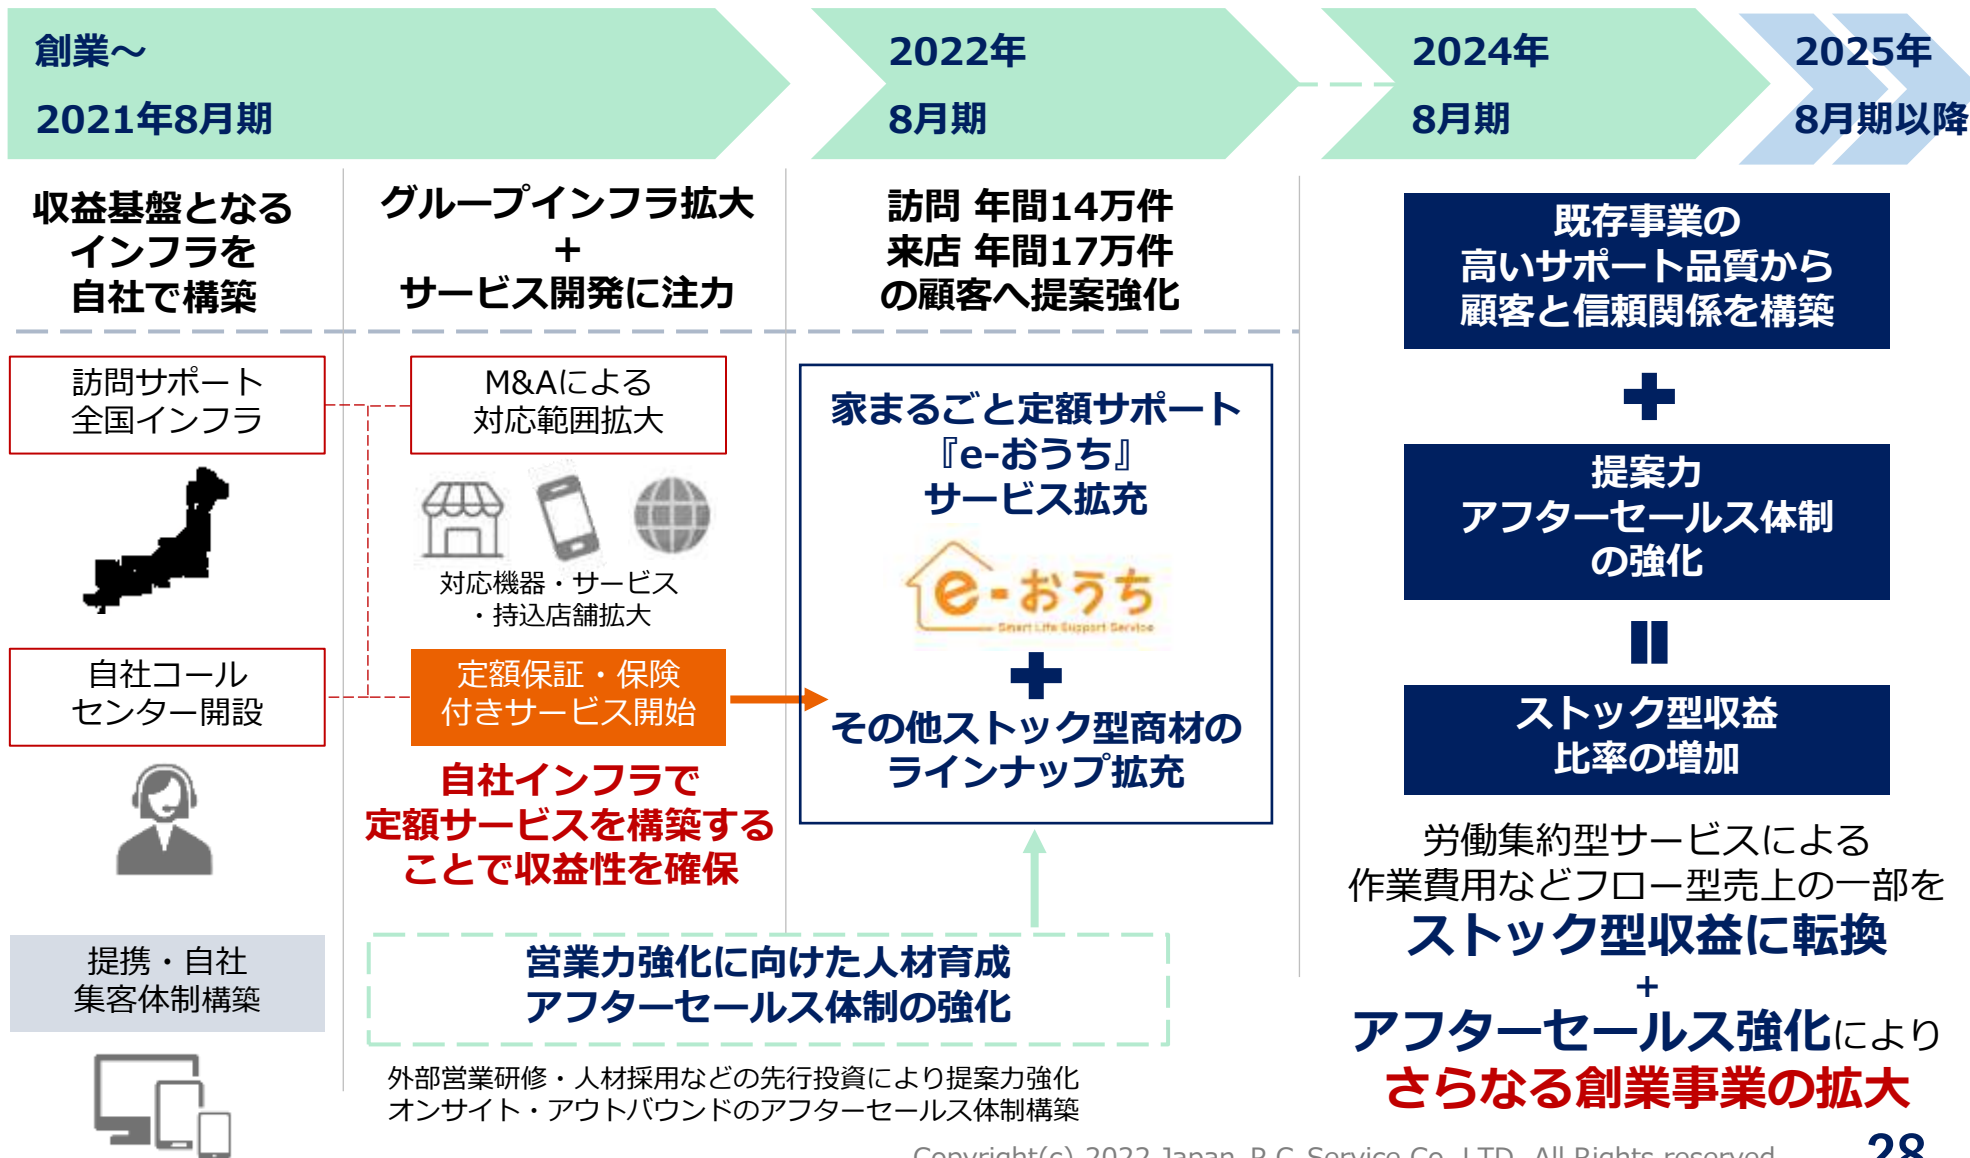 創業～
2021年8月期
2022年
8月期
2024年
8月期
2025年
8月期以降
収益基盤となる
インフラを
自社で構築
訪問サポート
全国インフラ
自社コール
センター開設
提携・自社
集客体制構築
グループインフラ拡大
+
サービス開発に注力
M&Aによる
対応範囲拡大
対応機器・サービス
・持込店舗拡大
定額保証・保険
付きサービス開始
自社インフラで
定額サービスを構築する
ことで収益性を確保
訪問 年間14万件
来店 年間17万件
の顧客へ提案強化
家まるごと定額サポート
『e-おうち』
サービス拡充
e-おうち
Smart Life Support Service
その他ストック型商材の
ラインナップ拡充
営業力強化に向けた人材育成
アフターセールス体制の強化
外部営業研修・人材採用などの先行投資により提案力強化
オンサイト・アウトバウンドのアフターセールス体制構築
既存事業の
高いサポート品質から
顧客と信頼関係を構築
提案力
アフターセールス体制
の強化
ストック型収益
比率の増加
労働集約型サービスによる
作業費用などフロー型売上の一部を
ストック型収益に転換
+
アフターセールス強化により
さらなる創業事業の拡大
Copyright(c) 2022 Japan P.C. Service Co.,LTD. All Rights reserved
28